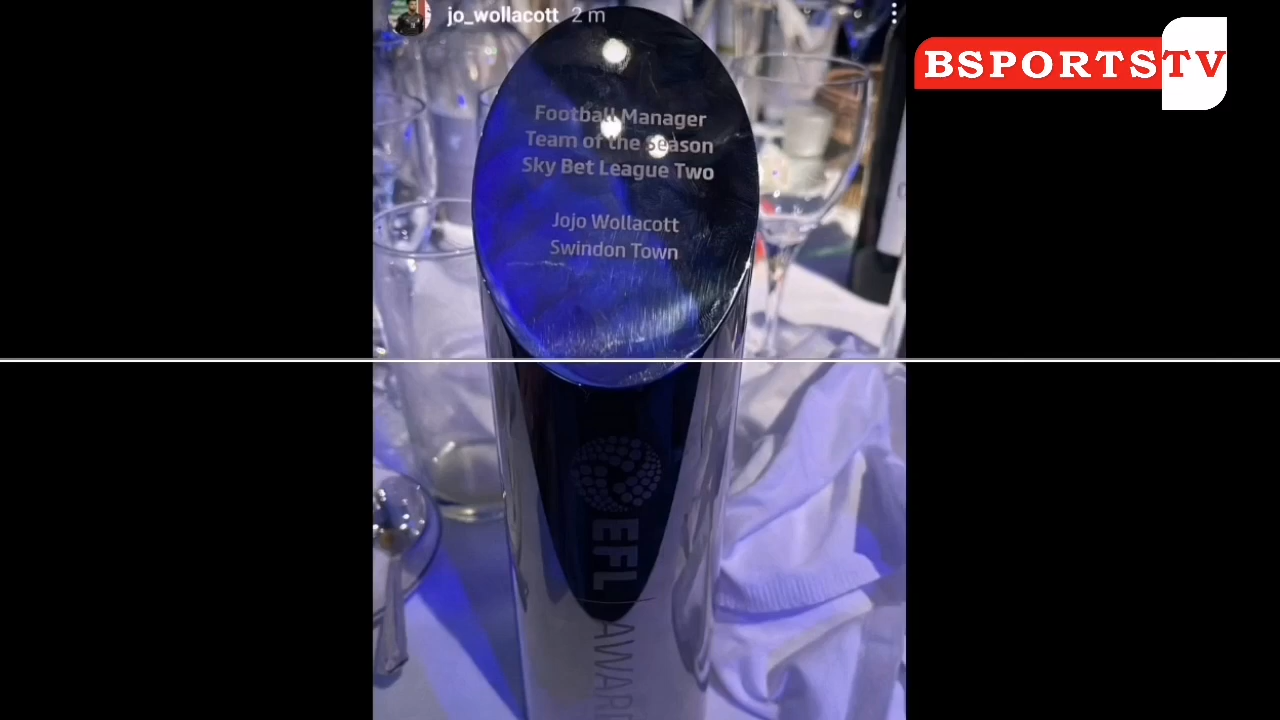 jo_wollacott 2 m
BSPORTSTV
Football Manager
Team of the Season
Sky Bet League Two
Jojo Wollacott
Swindon Town
EFL
AWARD